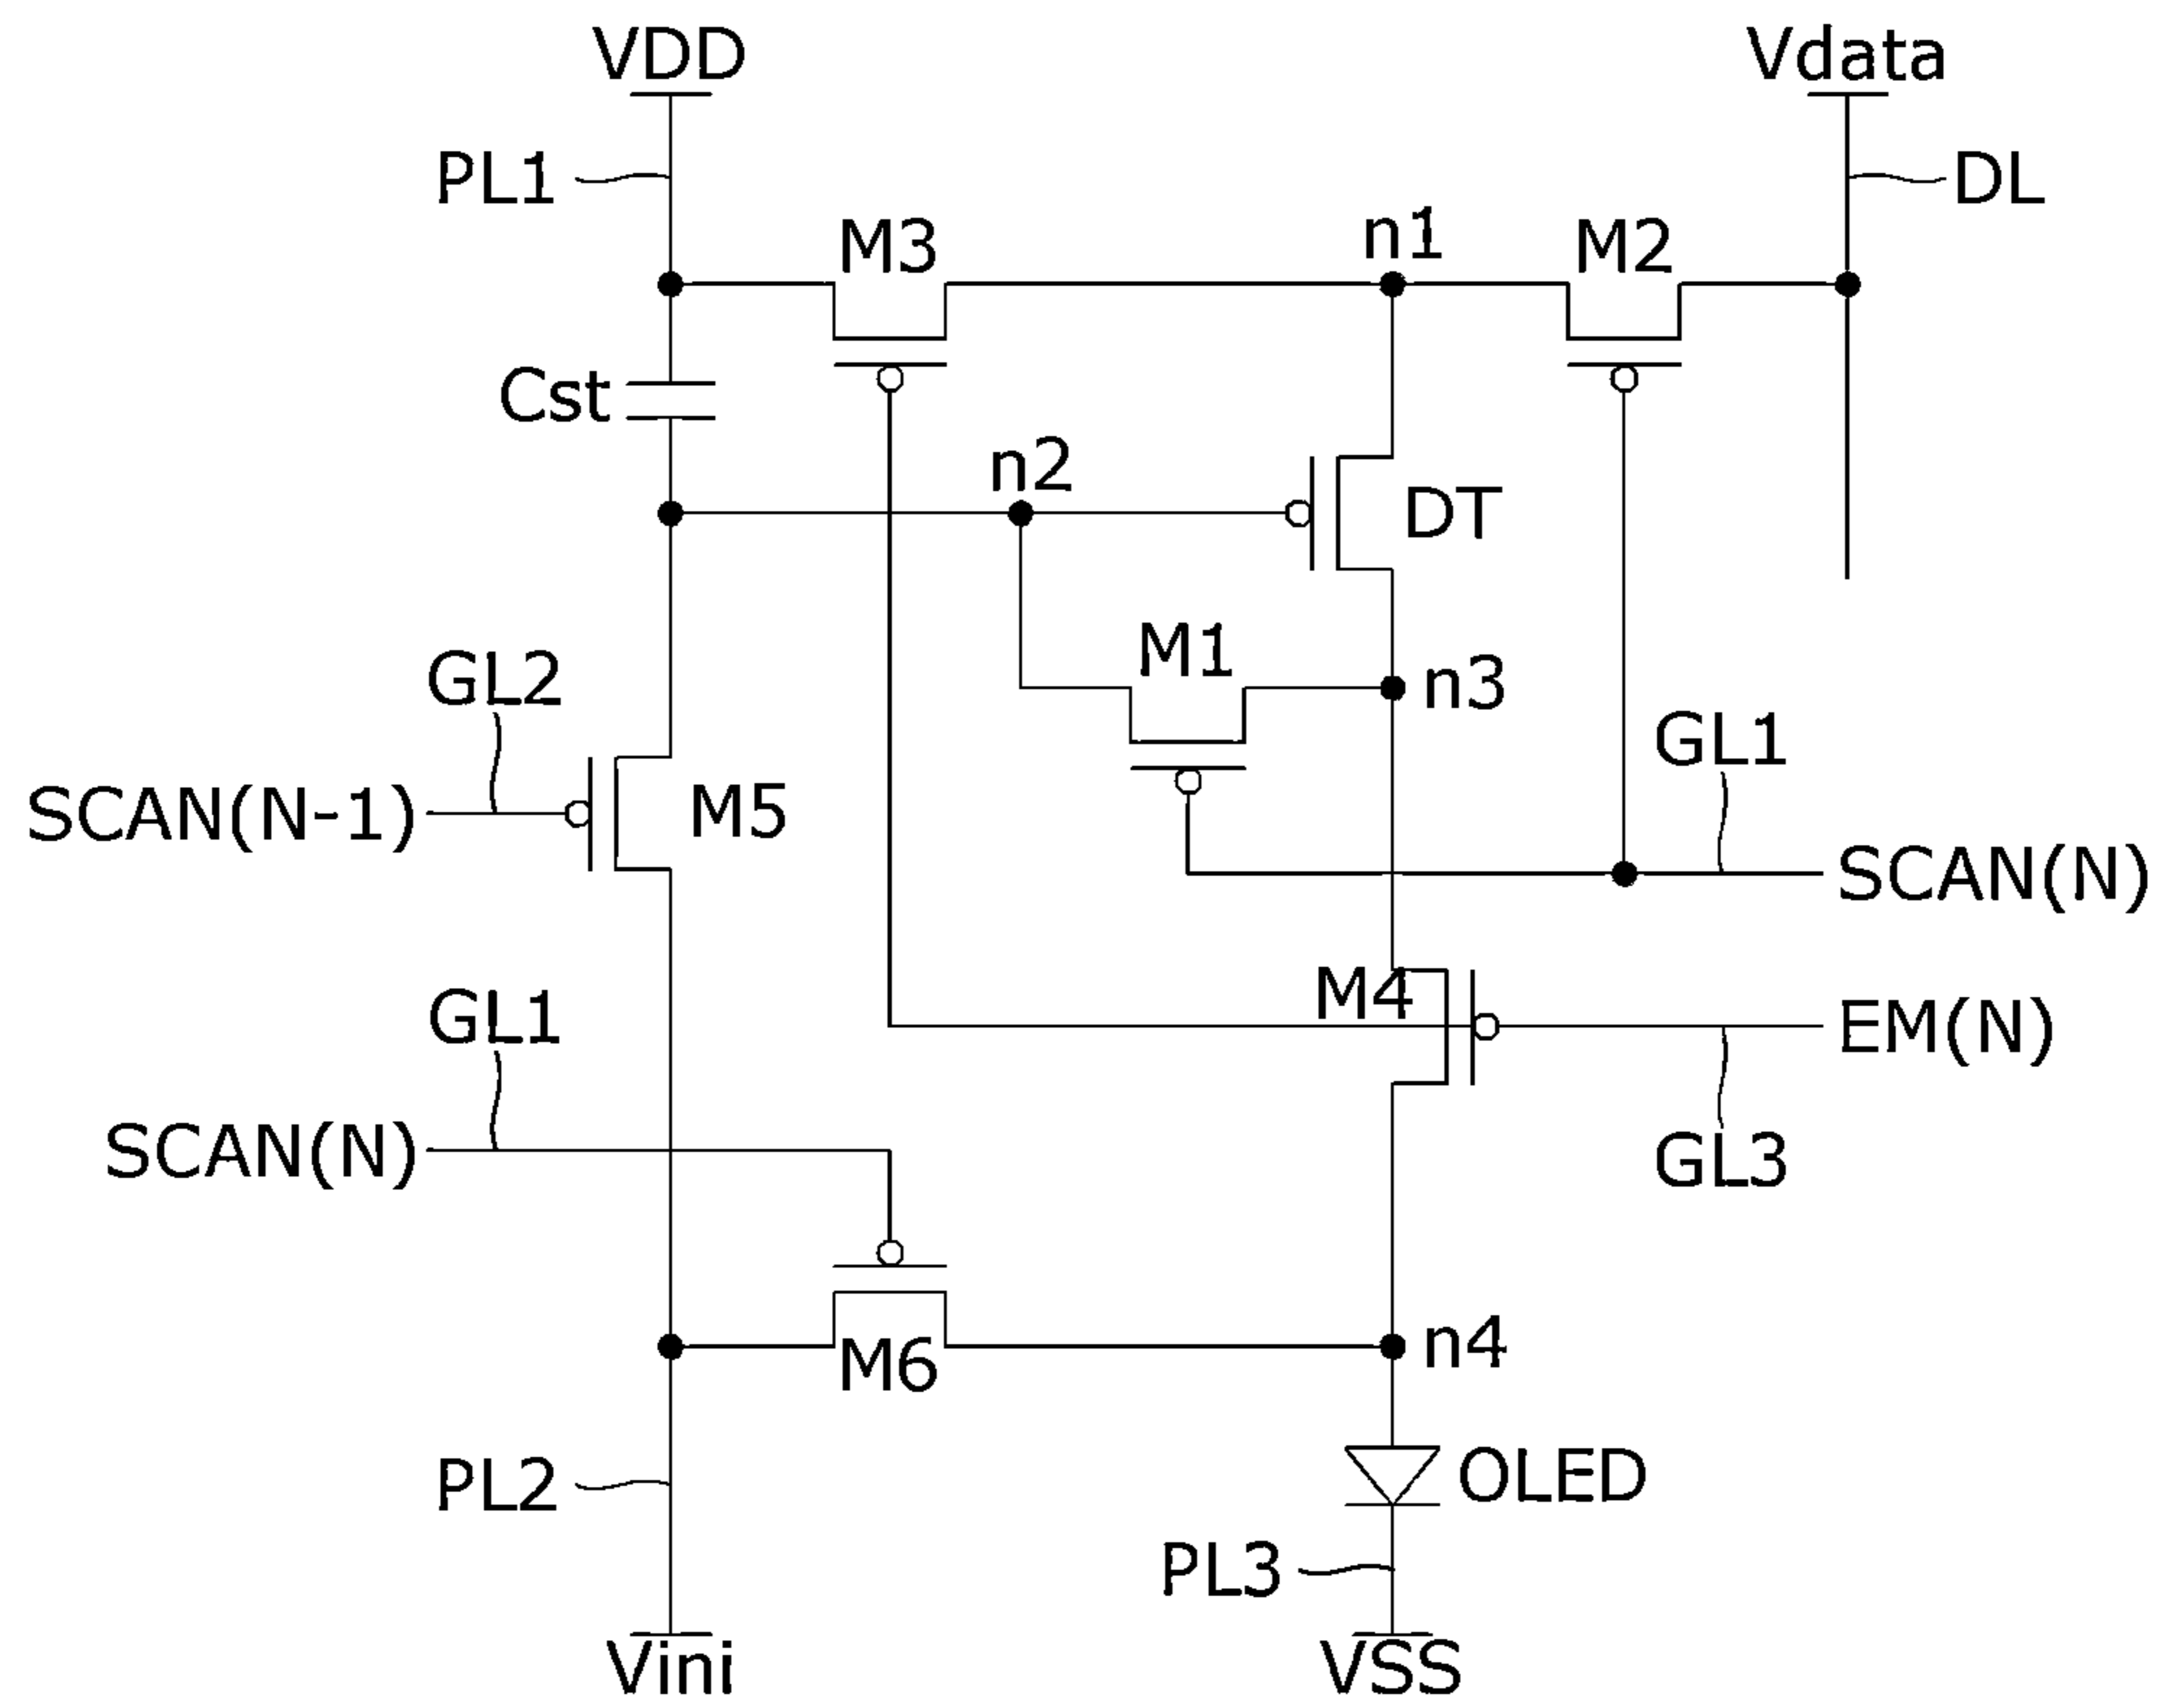 VDD
Vdata
PL1
DL
M3
n1
M2
Cst
n2
DT
M1
n3
GL2
GL1
SCAN(N-1)
M5
SCAN(N)
M4
GL1
EM(N)
SCAN(N)
GL3
M6
n4
PL2
OLED
PL3
Vini
VSS